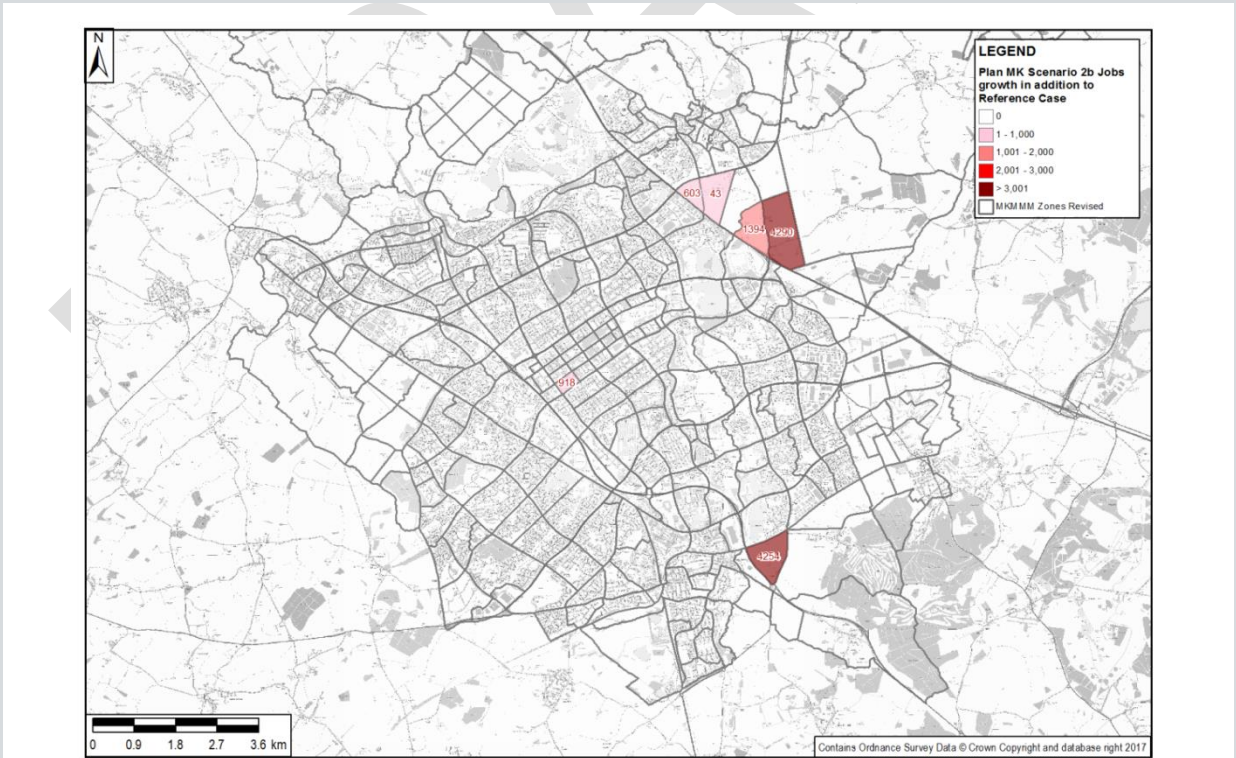 N
LEGEND
Plan MK Scenario 2b Jobs
growth in addition to
Reference Case
0
1 - 1,000
1,001 - 2,000
2,001 - 3,000
> 3,001
MKMMM Zones Revised
603 43
1394 4290
918
4254
0 0.9 1.8 2.7 3.6 km
Contains Ordnance Survey Data © Crown Copyright and database right 2017